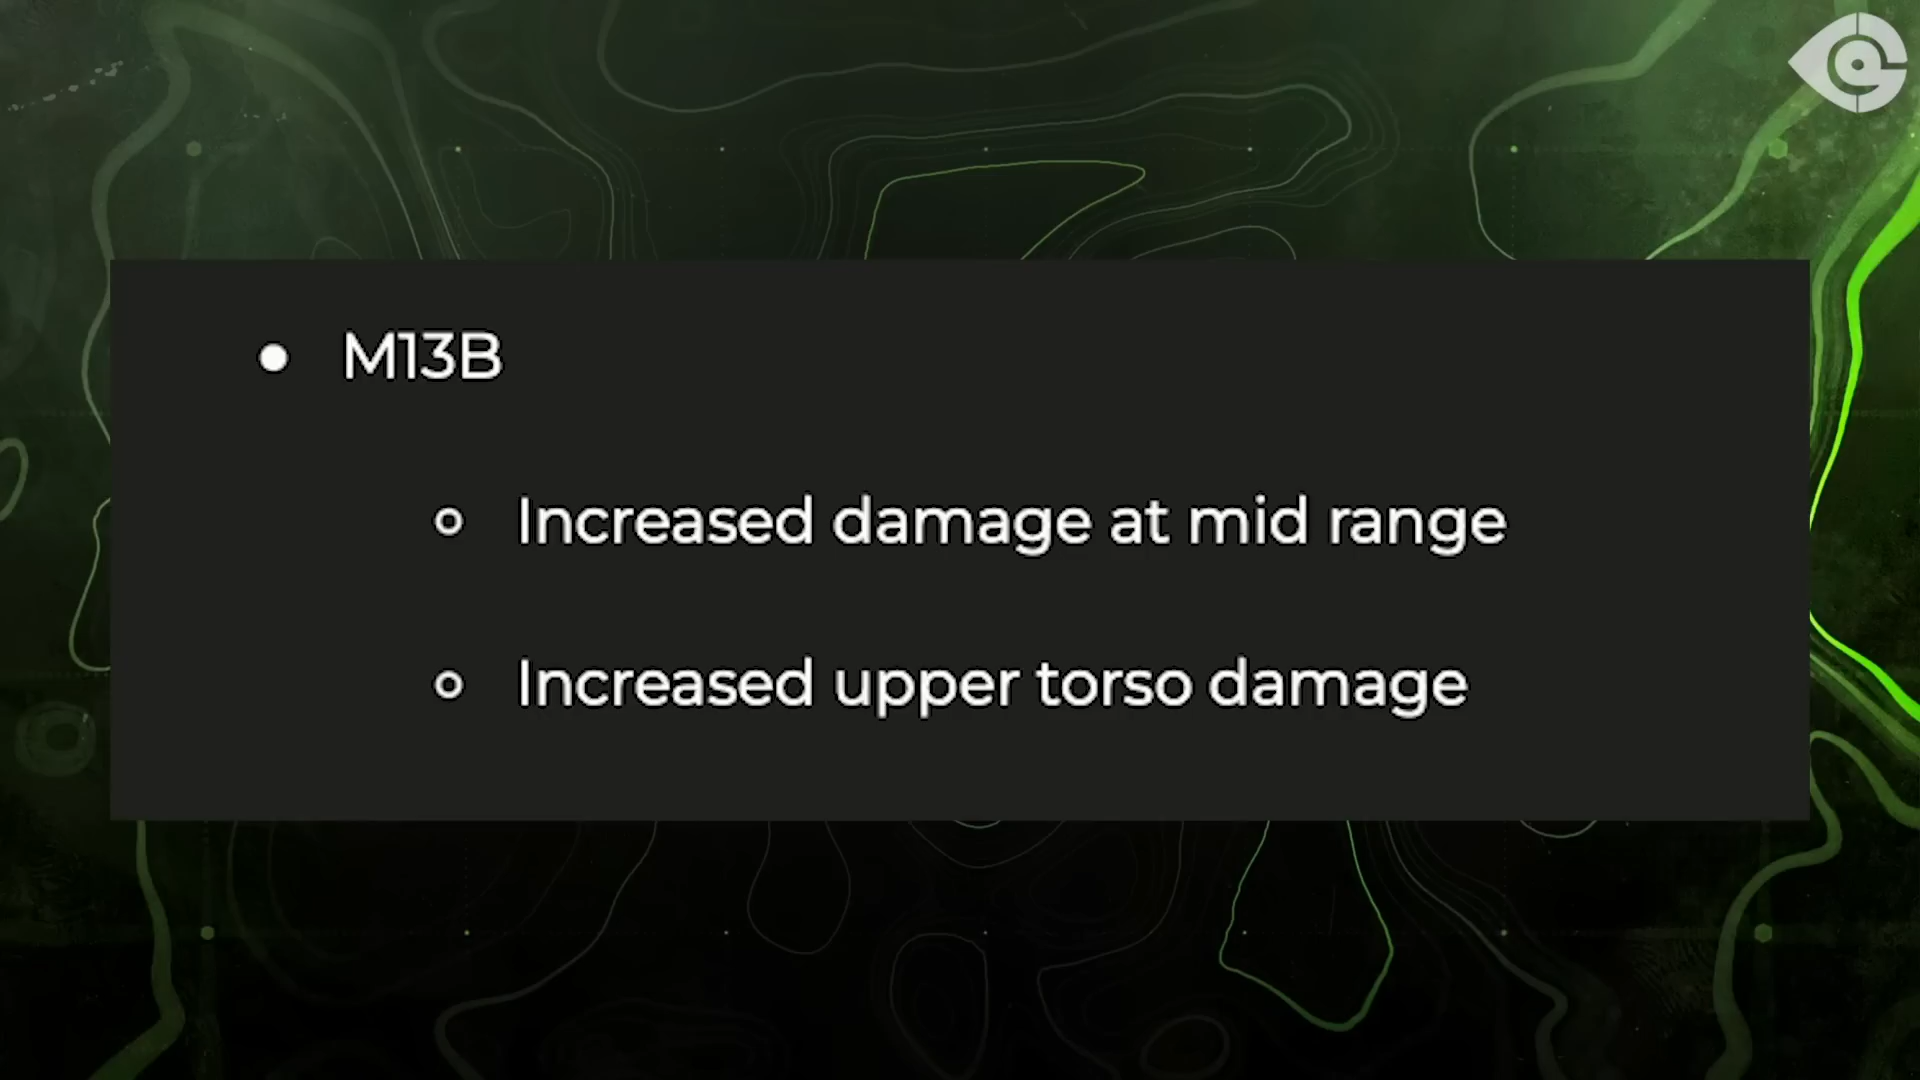 M13B
Increased damage at mid range
Increased upper torso damage